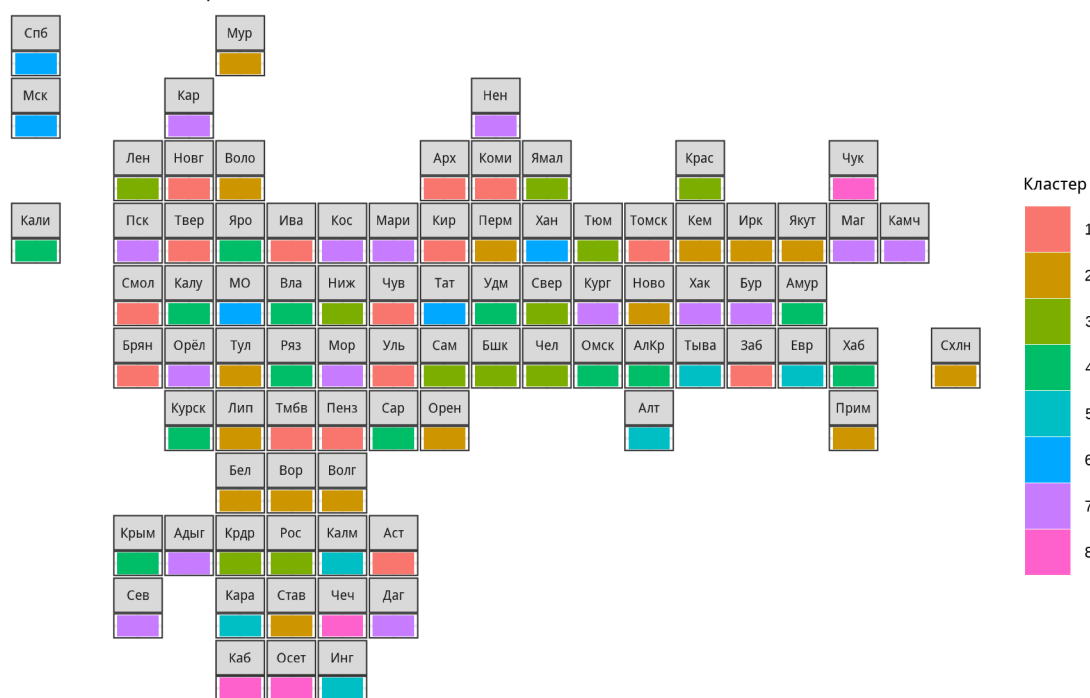 Спб Мур
Мск Кар Нен
Лен Новг Воло Арх Коми Ямал Крас Чук
Кали Пск Твер Яро Ива Кос Мари Кир Перм Хан Тюм Томск Кем Ирк Якут Маг Камч
Смол Калу МО Вла Ниж Чув Тат Удм Свер Кург Ново Хак Бур Амур
Брян Орёл Тул Ряз Мор Уль Сам Бшк Чел Омск АлКр Тыва Заб Евр Хаб Схлн
Курск Лип Тмбв Пенз Сар Орен Алт Прим
Бел Вор Волг
Крым Адыг Крдр Рос Калм Аст
Сев Кара Став Чеч Даг
Каб Осет Инг
Кластер
1
2
3
4
5
6
7
8